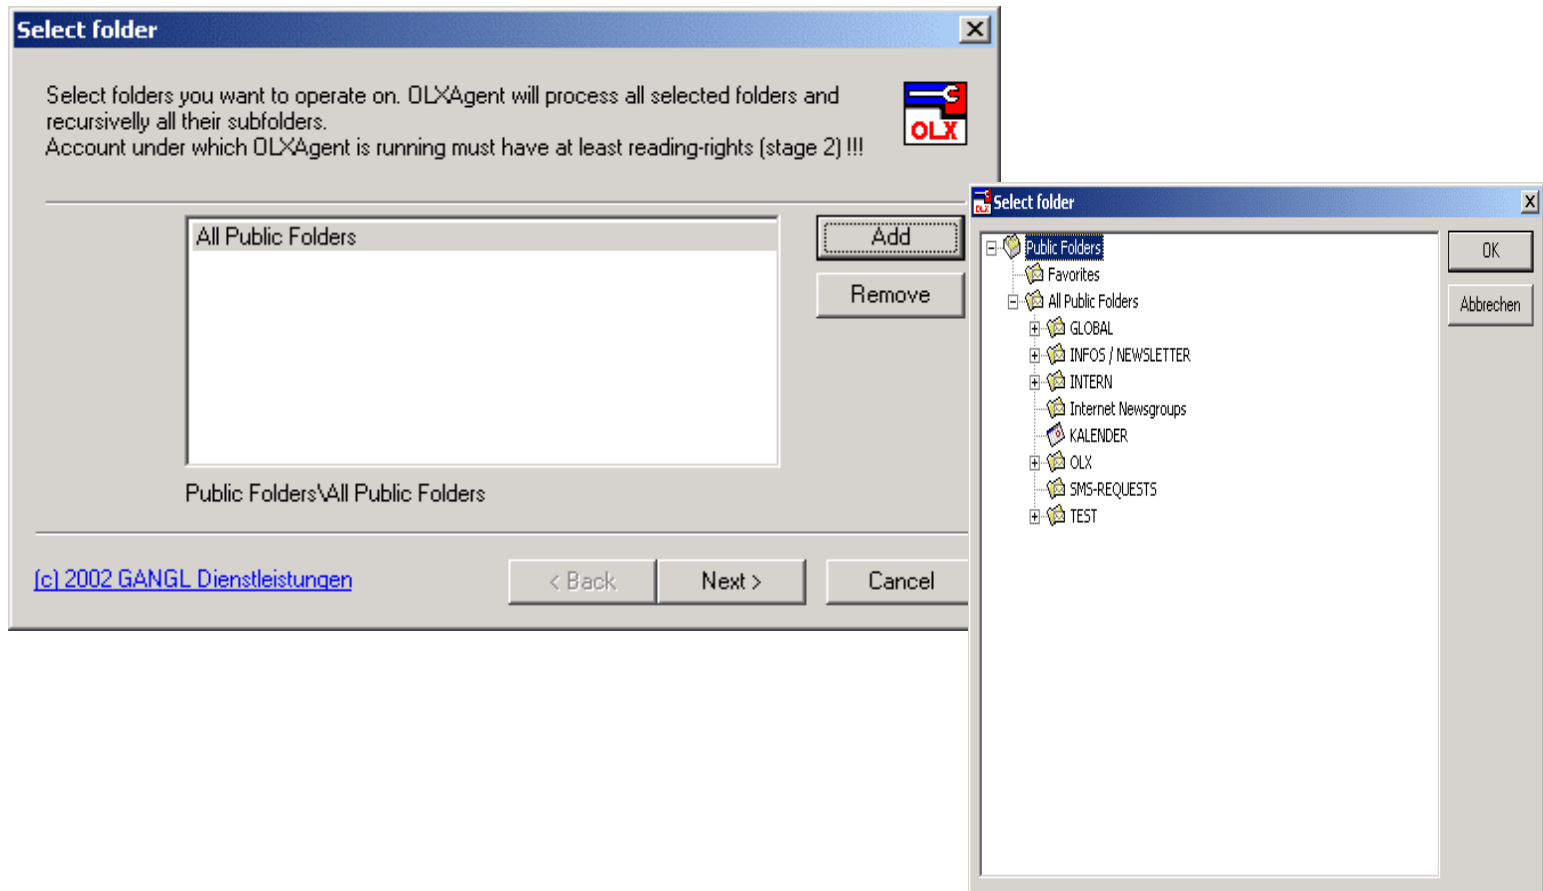 Select folder
Select folders you want to operate on. OLXAgent will process all selected folders and
recursivelly all their subfolders.
Account under which OLXAgent is running must have at least reading-rights (stage 2) !!!
OLX
All Public Folders
Add
Remove
Public Folders\All Public Folders
(c) 2002 GANGL Dienstleistungen
< Back
Next >
Cancel
OLX
Select folder
Public Folders
Favorites
All Public Folders
GLOBAL
INFOS / NEWSLETTER
INTERN
Internet Newsgroups
KALENDER
OLX
SMS-REQUESTS
TEST
OK
Abbrechen